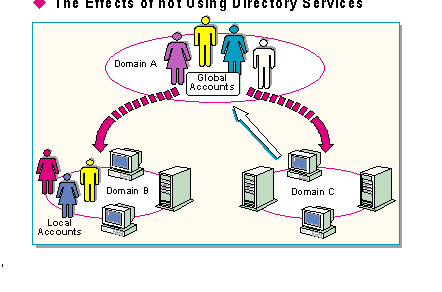 The Effects of not Using Directory Services
Domain A
Global
Accounts
Domain B
Domain C
Local
Accounts